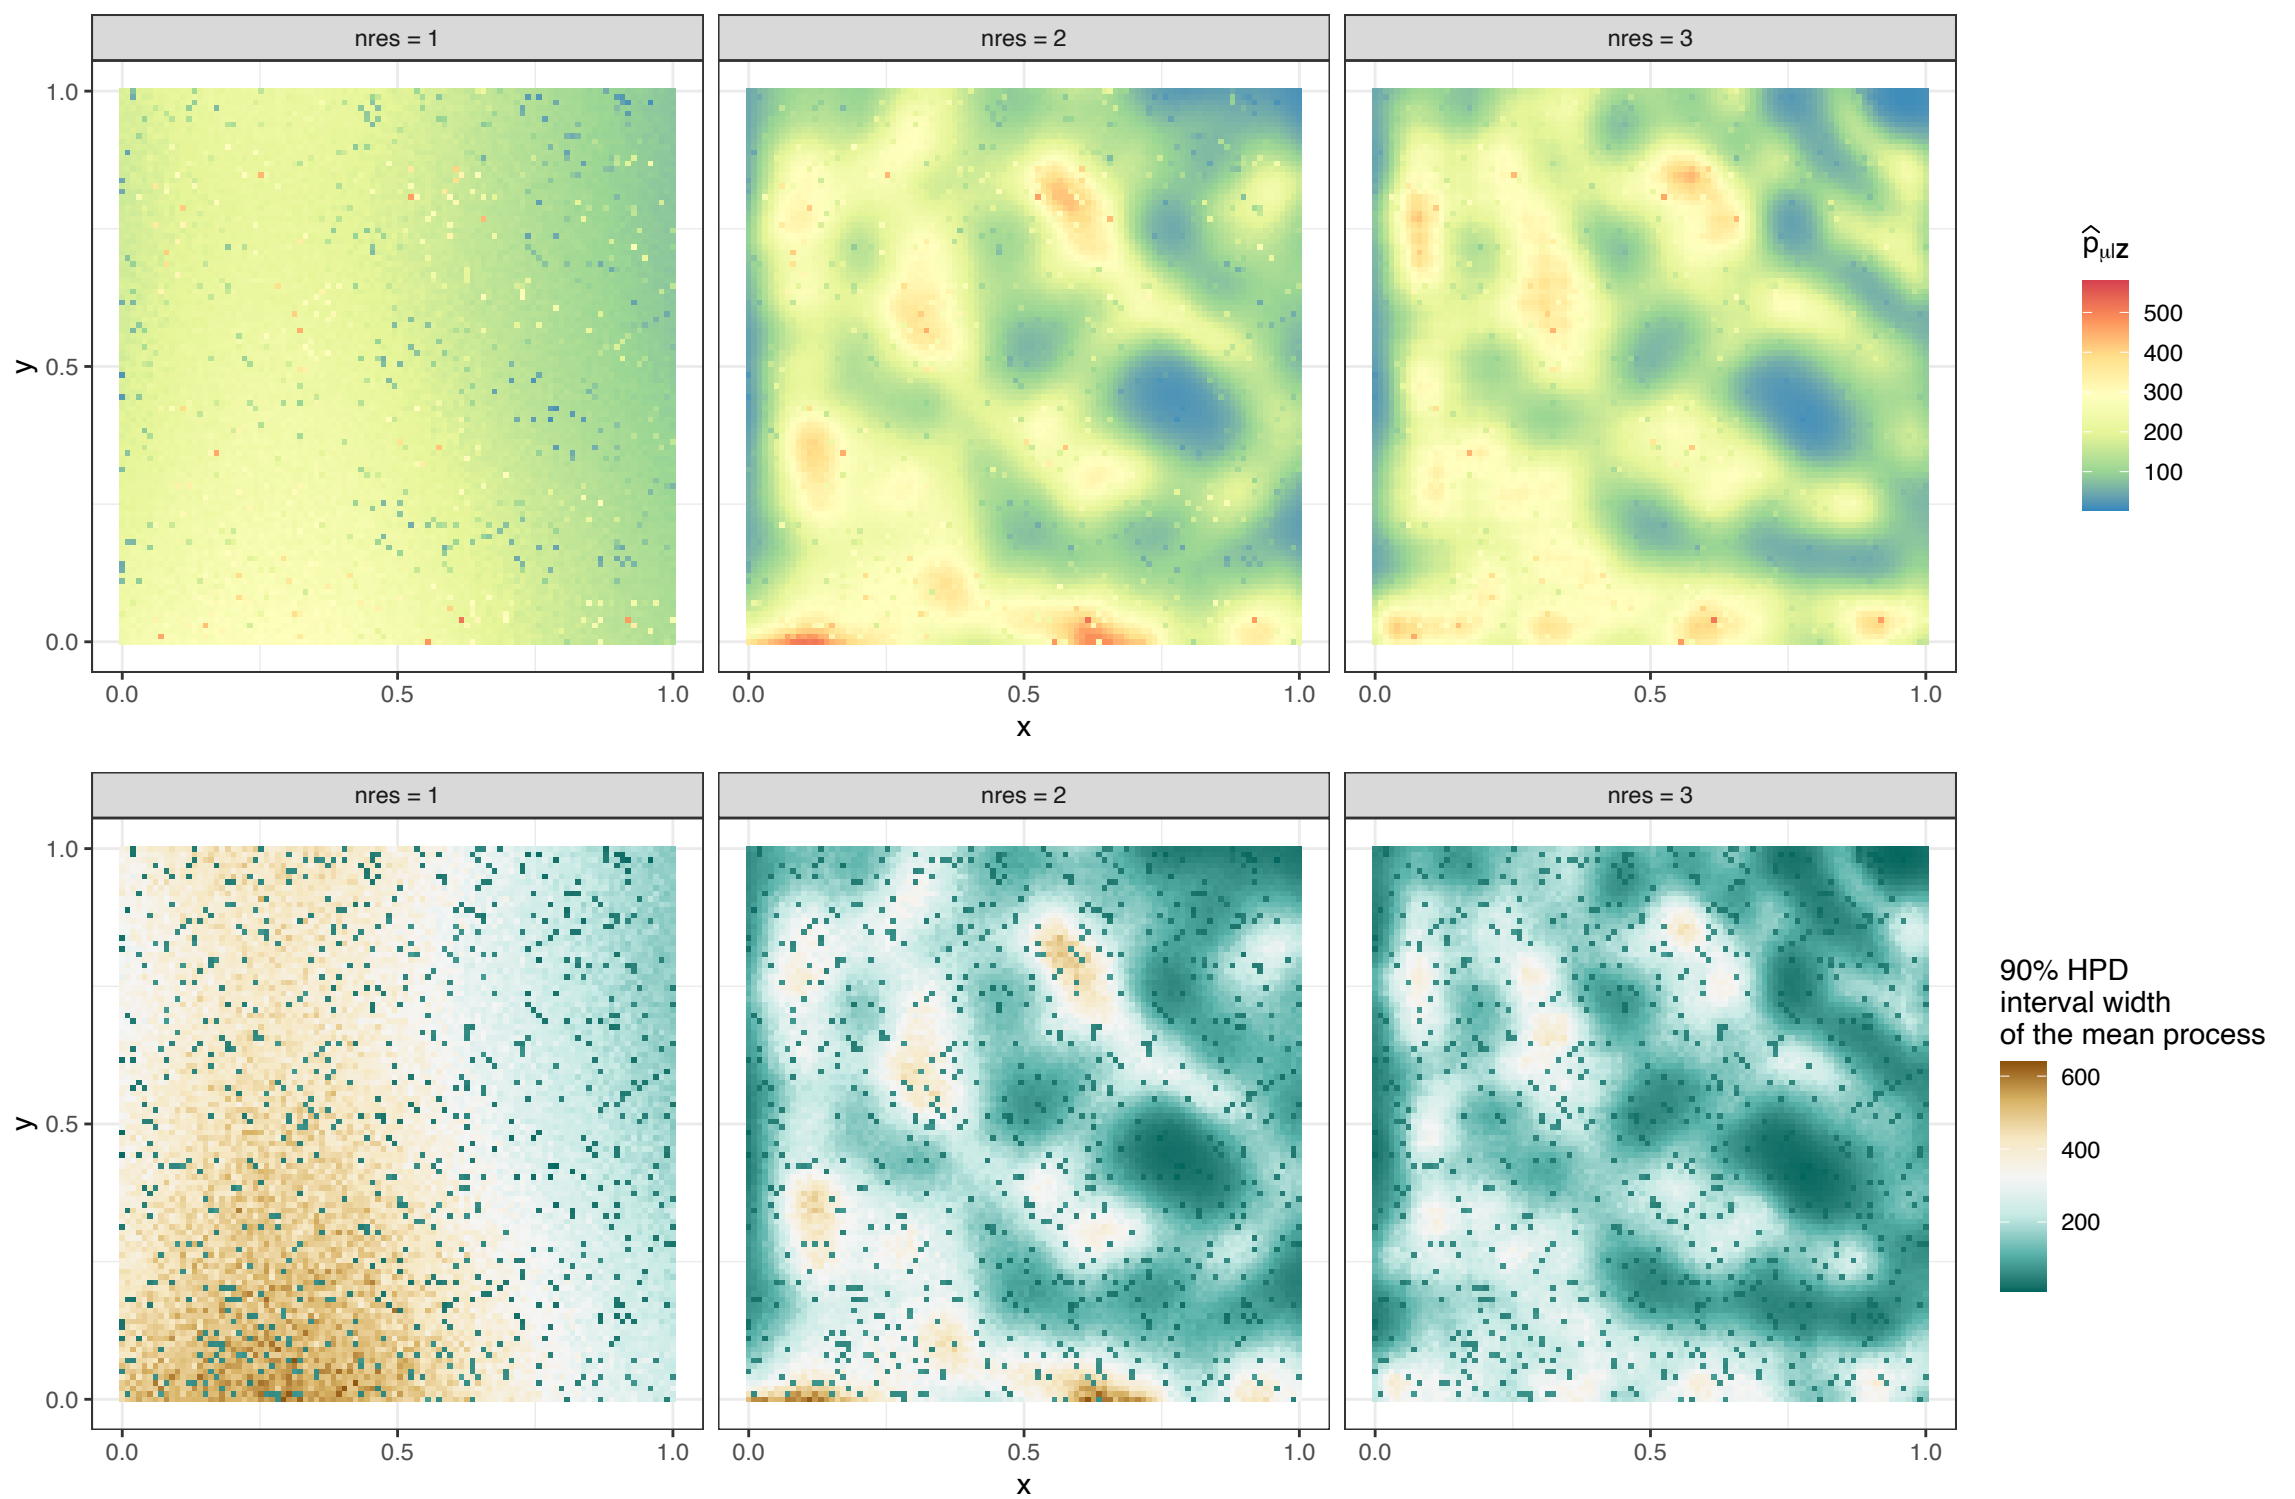 nres = 1
nres = 2
nres = 3
1.0
0.5
0.0
y
0.0 0.5 1.0
0.0 0.5 1.0
0.0 0.5 1.0
x
p̂μ|Z
500
400
300
200
100
nres = 1
nres = 2
nres = 3
1.0
0.5
0.0
y
0.0 0.5 1.0
0.0 0.5 1.0
0.0 0.5 1.0
x
90% HPD
interval width
of the mean process
600
400
200